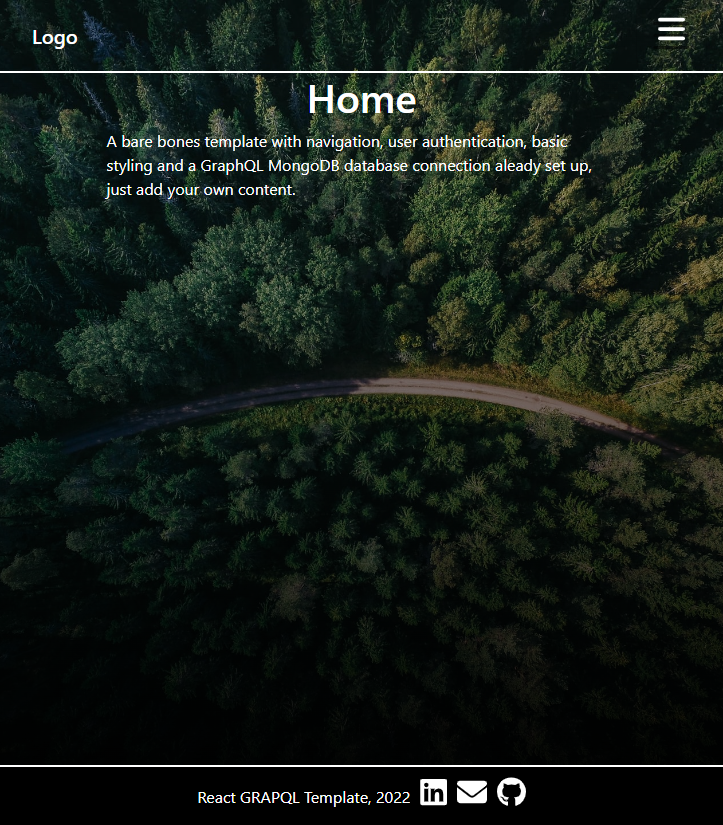 Logo
Home
A bare bones template with navigation, user authentication, basic
styling and a GraphQL MongoDB database connection aleady set up,
just add your own content.
React GRAPQL Template, 2022